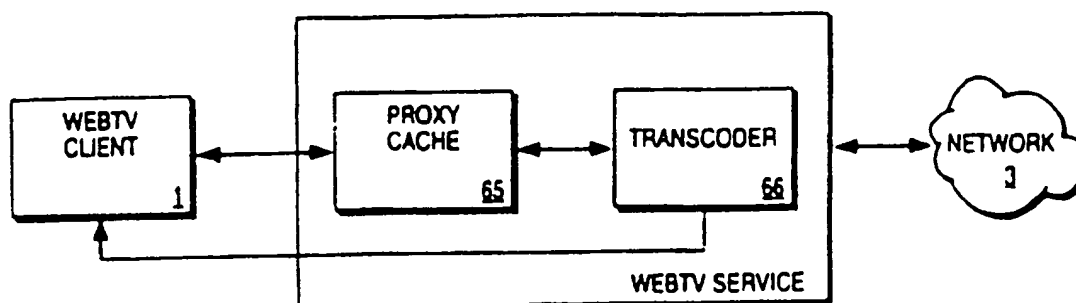 WEBTV
CLIENT
1
PROXY
CACHE
65
TRANSCODER
66
NETWORK
3
WEBTV SERVICE